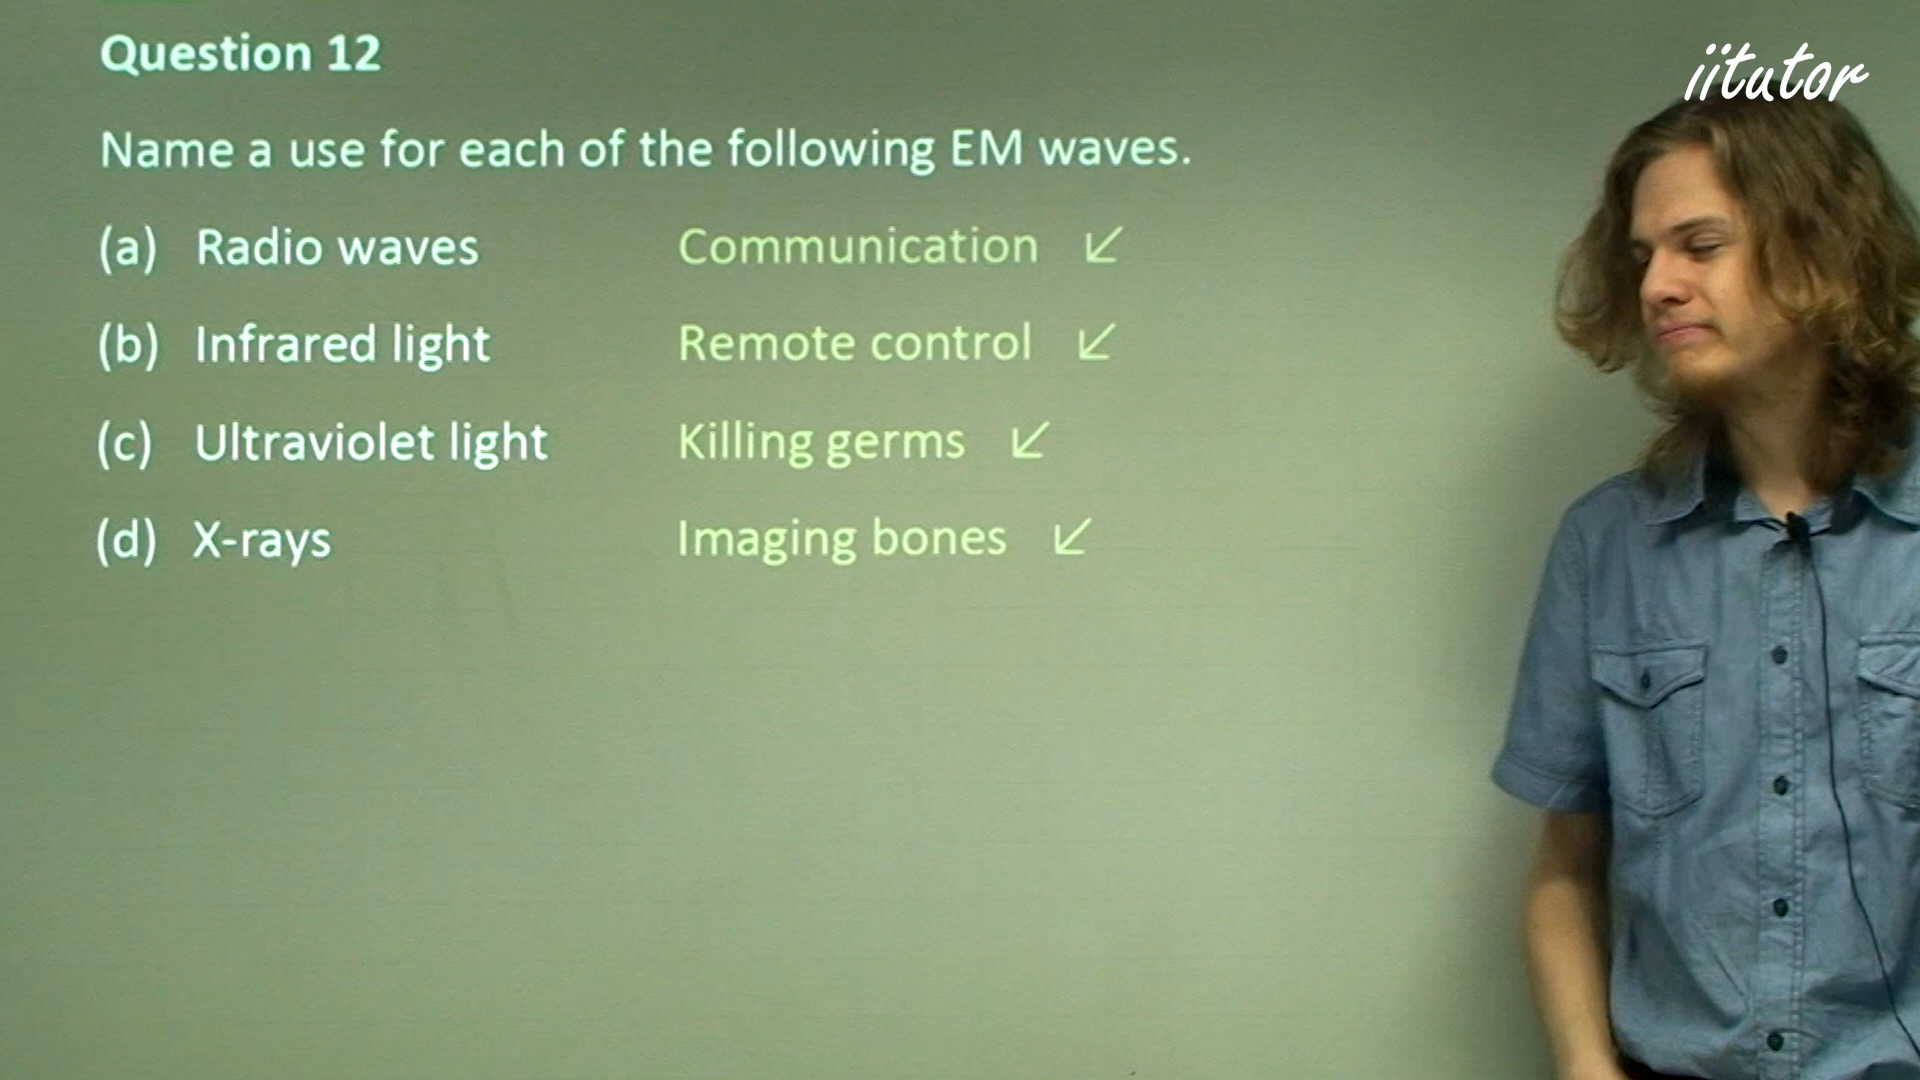 Question 12
iitutor
Name a use for each of the following EM waves.
(a) Radio waves Communication ↙
(b) Infrared light Remote control ↙
(c) Ultraviolet light Killing germs ↙
(d) X-rays Imaging bones ↙